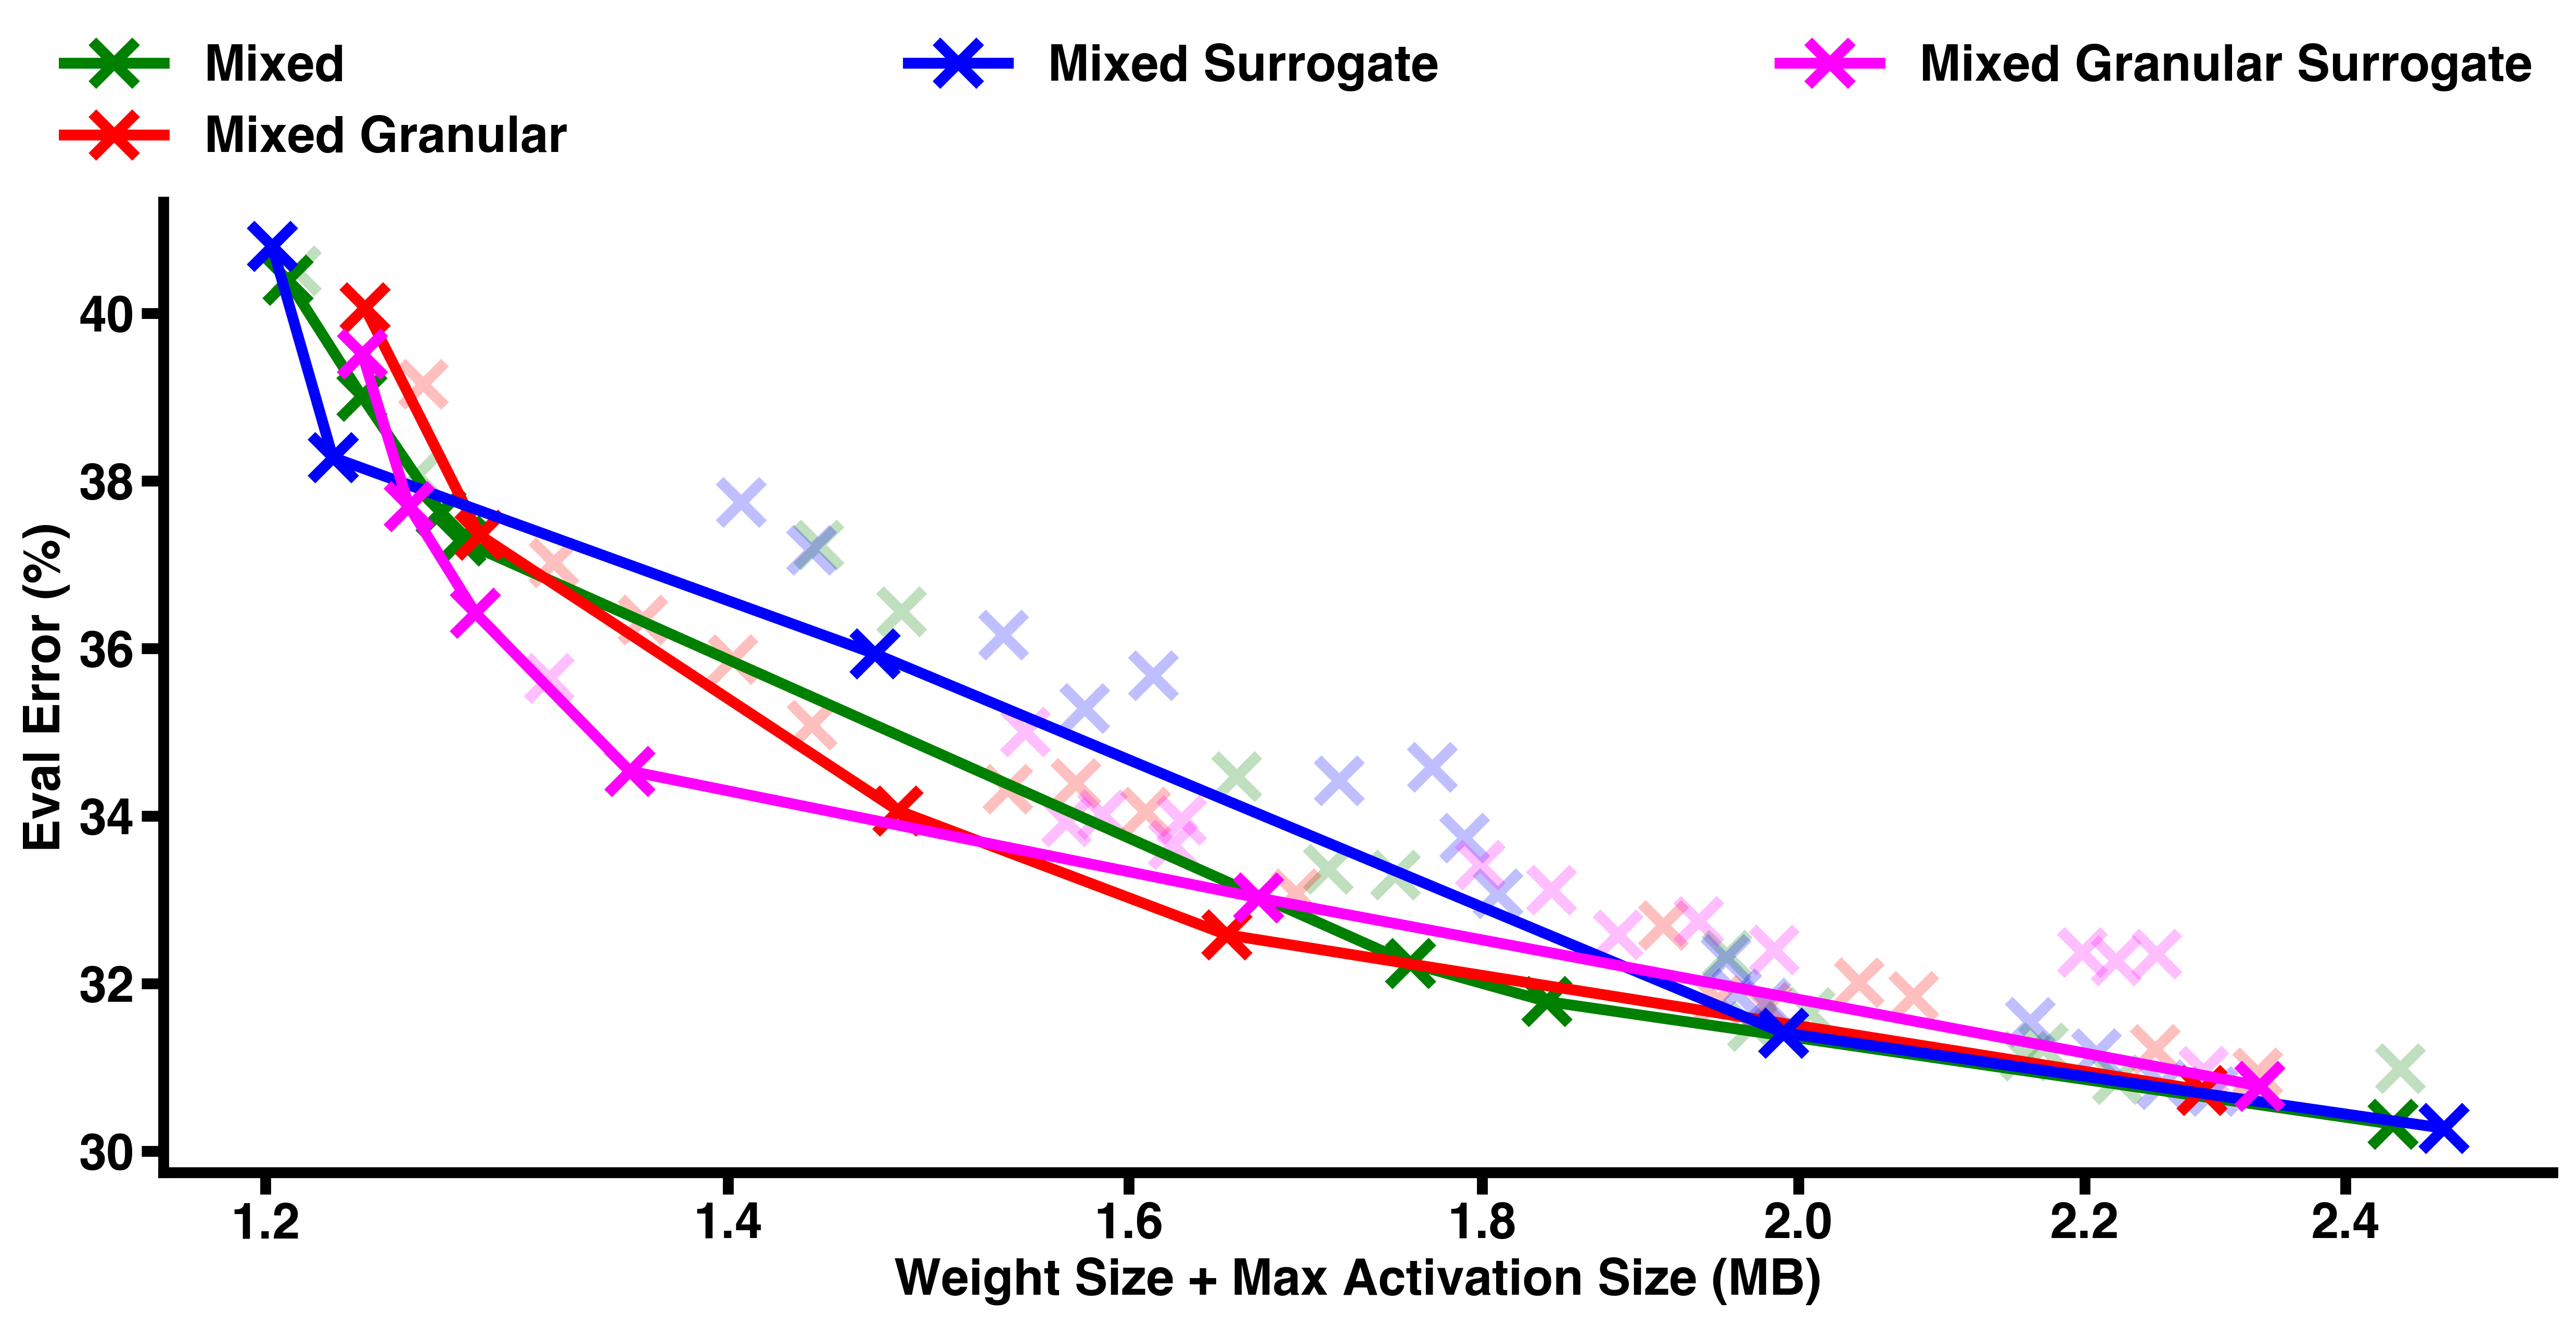 Mixed
Mixed Granular
Mixed Surrogate
Mixed Granular Surrogate
Eval Error (%)
40
38
36
34
32
30
1.2 1.4 1.6 1.8 2.0 2.2 2.4
Weight Size + Max Activation Size (MB)